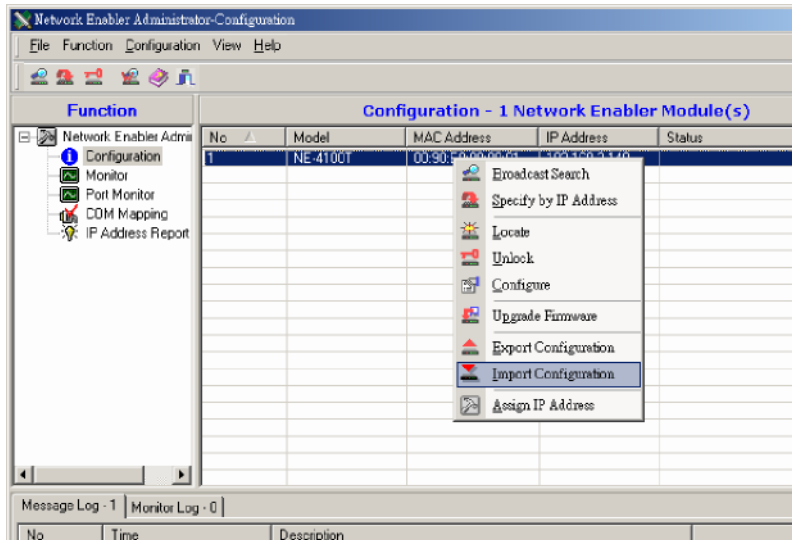 Network Enabler Administrator-Configuration
File Function Configuration View Help
Function
Configuration - 1 Network Enabler Module(s)
Network Enabler Admi
Configuration
Monitor
Port Monitor
COM Mapping
IP Address Report
No Model MAC Address IP Address Status
1 NE-4100T
Broadcast Search
Specify by IP Address
Locate
Unlock
Configure
Upgrade Firmware
Export Configuration
Import Configuration
Assign IP Address
Message Log - 1 Monitor Log - 0
No Time Description